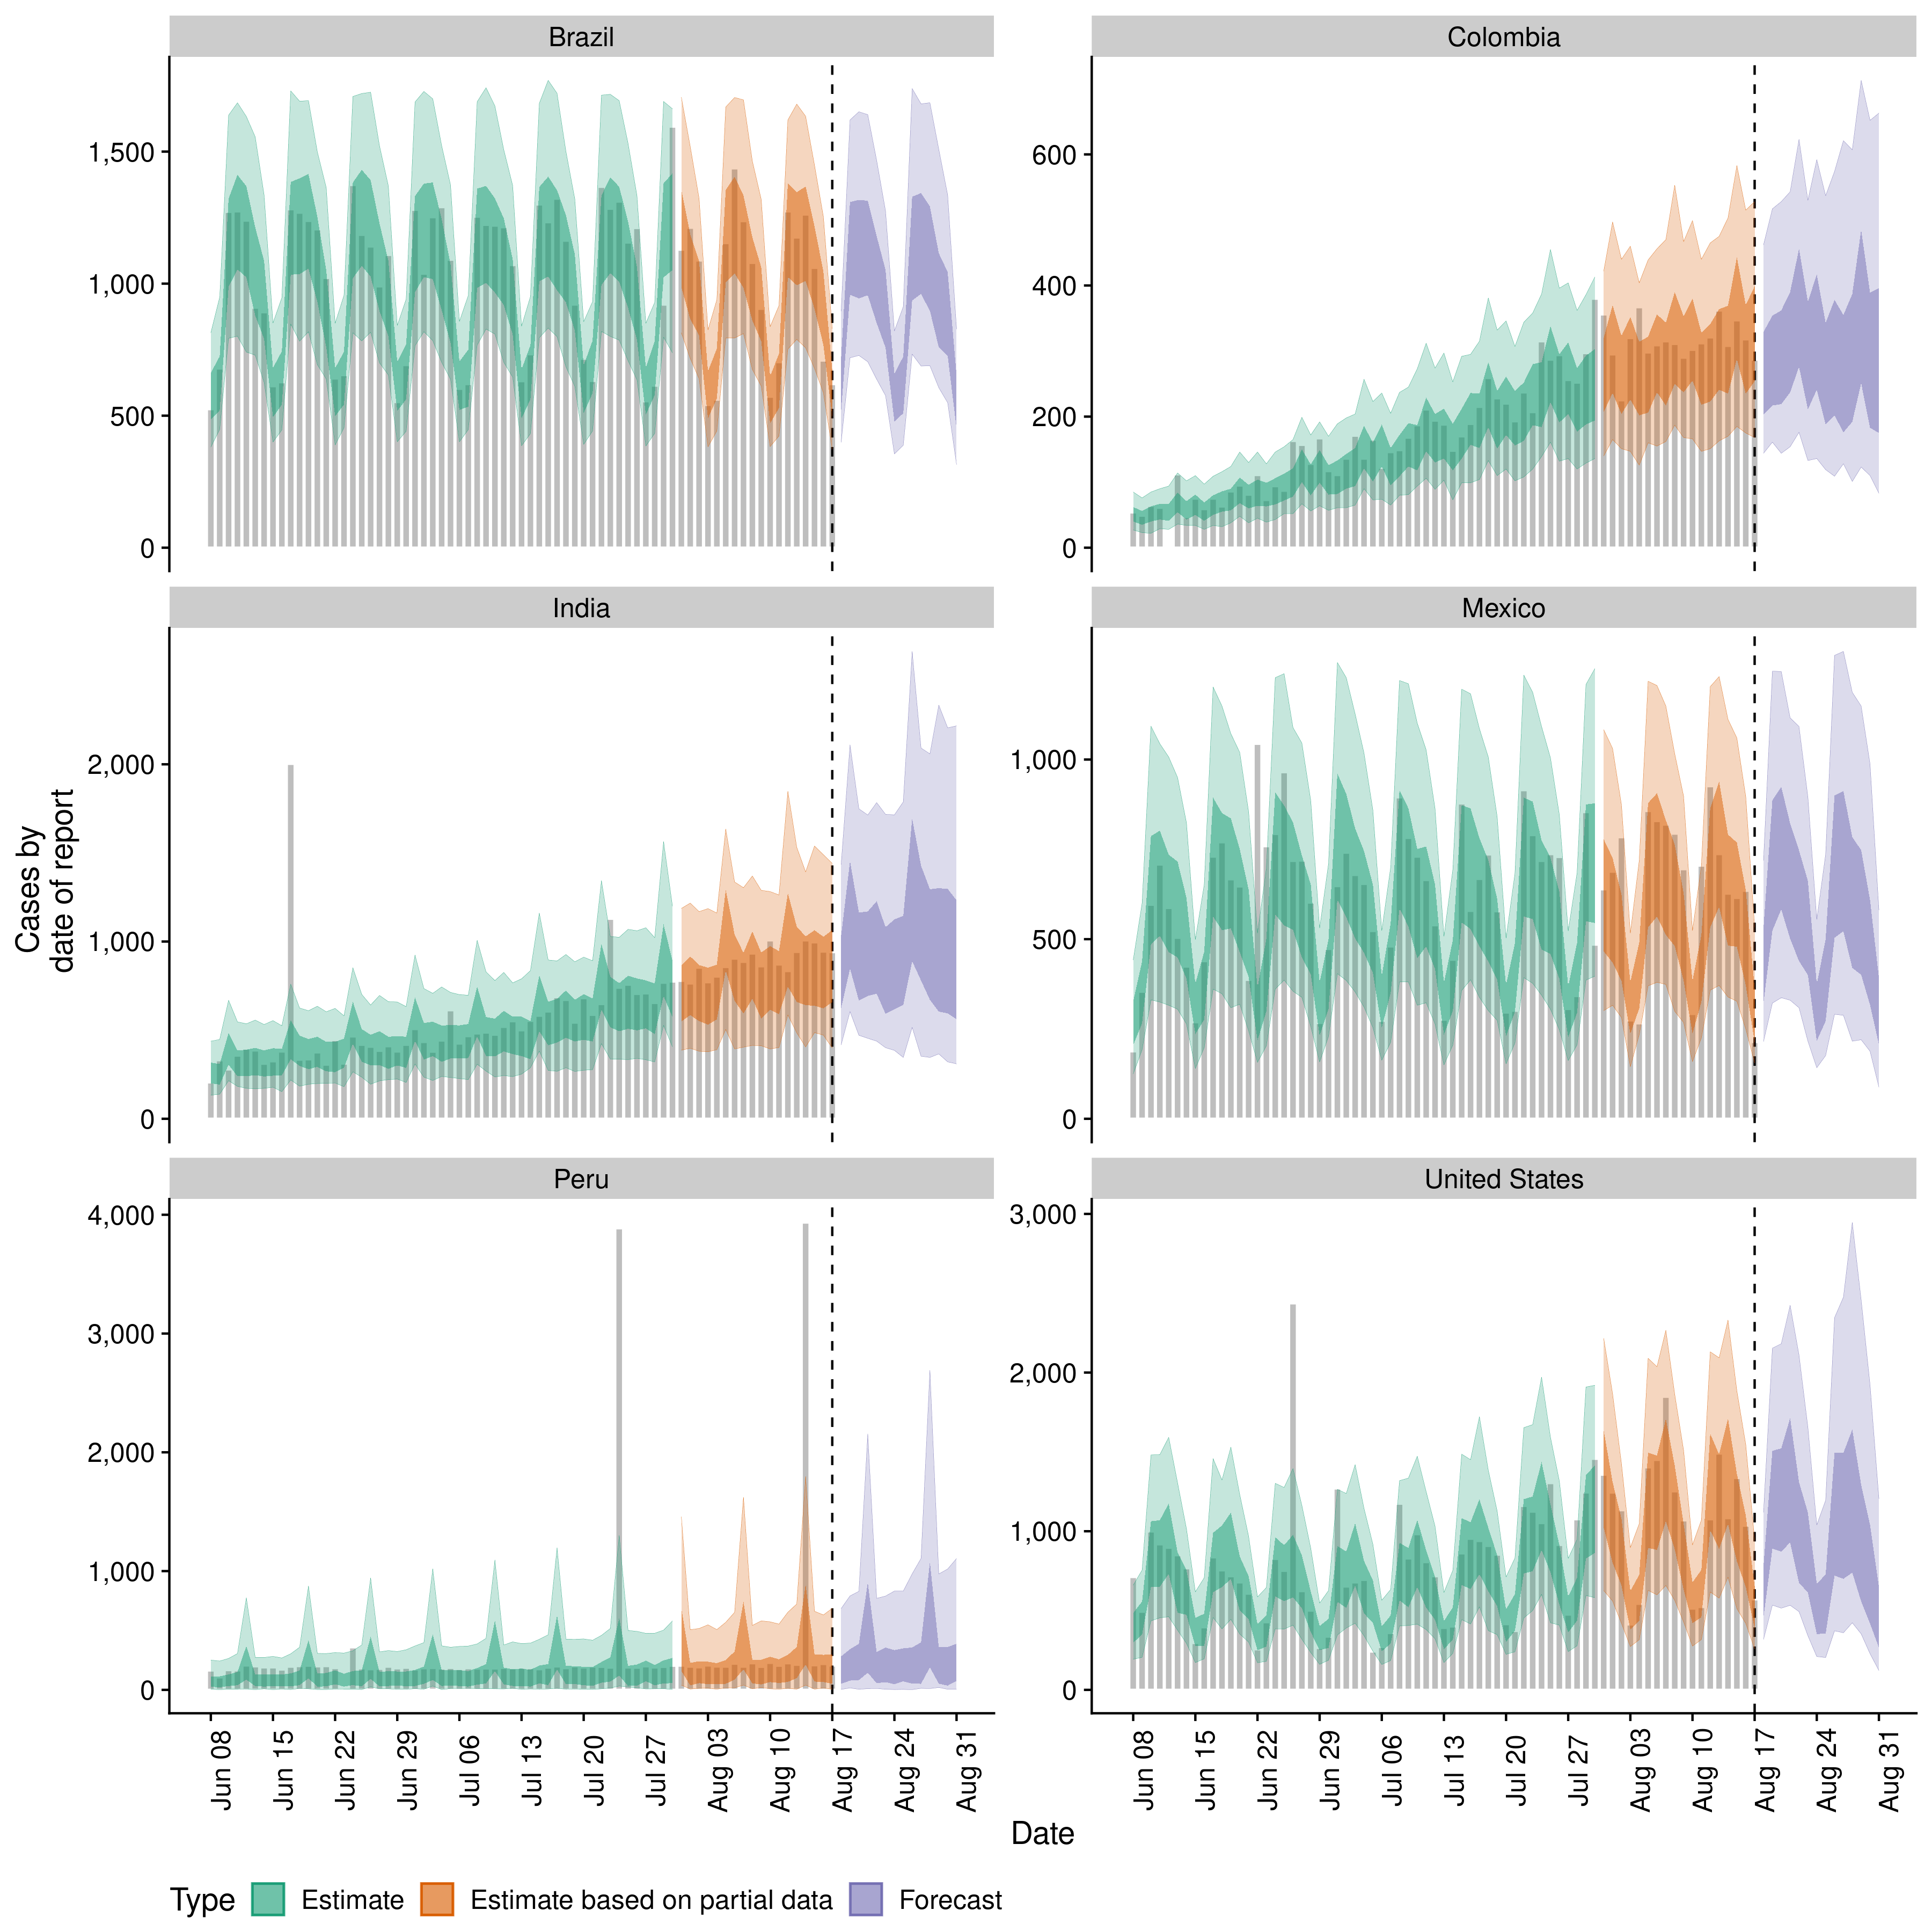 Brazil
Colombia
1,500
1,000
500
0
600
400
200
0
India
Mexico
Cases by
date of report
2,000
1,000
0
1,000
500
0
Peru
United States
4,000
3,000
2,000
1,000
0
3,000
2,000
1,000
0
Jun 08
Jun 15
Jun 22
Jun 29
Jul 06
Jul 13
Jul 20
Jul 27
Aug 03
Aug 10
Aug 17
Aug 24
Aug 31
Jun 08
Jun 15
Jun 22
Jun 29
Jul 06
Jul 13
Jul 20
Jul 27
Aug 03
Aug 10
Aug 17
Aug 24
Aug 31
Date
Type Estimate Estimate based on partial data Forecast